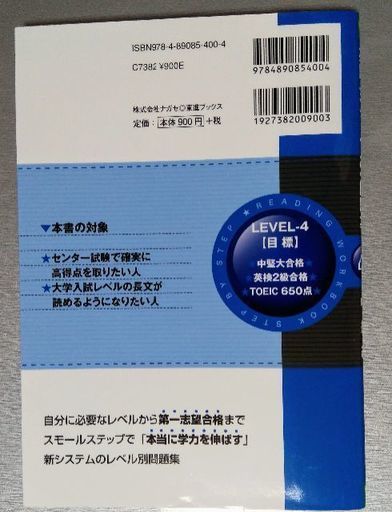 ISBN978-4-89085-400-4
C7382 ¥900E
株式会社ナガセ◎東進ブックス
定価：本体900円+税
9784890854004
1927382009003
▼本書の対象
★センター試験で確実に
高得点を取りたい人
★大学入試レベルの長文が
読めるようになりたい人
★READING WORKBOOK STEP BY STEP
LEVEL-4
【目標】
中堅大合格
英検2級合格
TOEIC 650点
自分に必要なレベルから第一志望合格まで
スモールステップで「本当に学力を伸ばす」
新システムのレベル別問題集